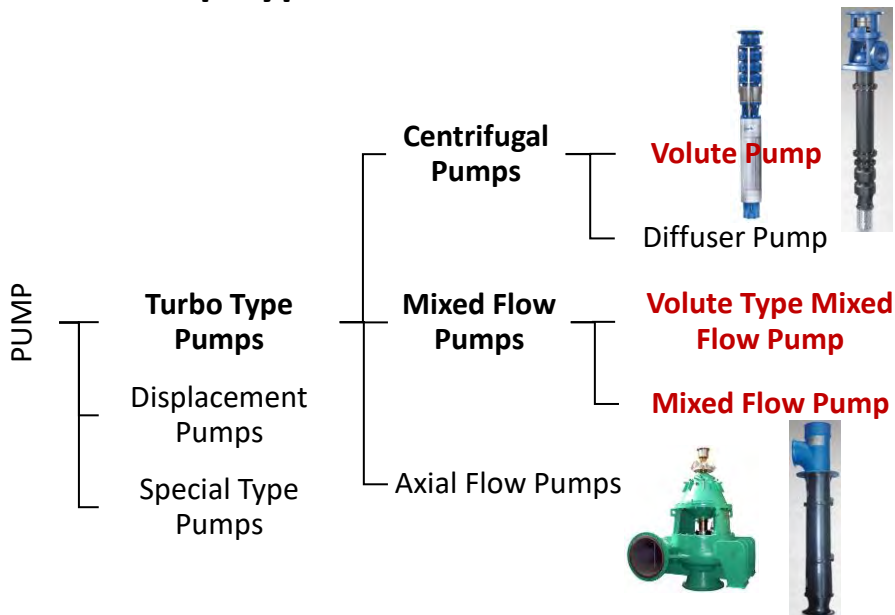 Centrifugal
Pumps
Volute Pump
Diffuser Pump
PUMP
Turbo Type
Pumps
Mixed Flow
Pumps
Volute Type Mixed
Flow Pump
Displacement
Pumps
Mixed Flow Pump
Special Type
Pumps
Axial Flow Pumps